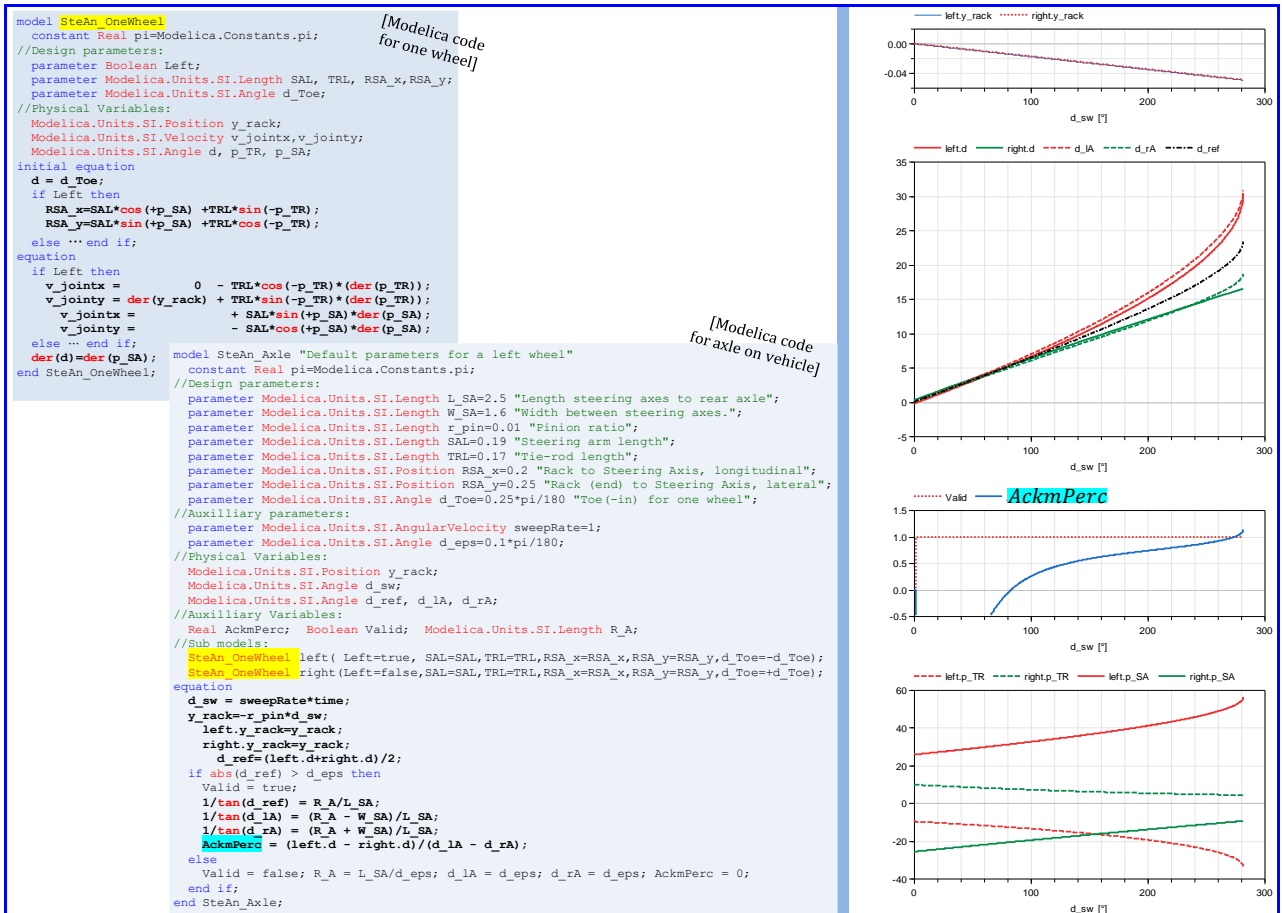 model SteAn_OneWheel
constant Real pi=Modelica.Constants.pi;
//Design parameters:
parameter Boolean Left;
parameter Modelica.Units.SI.Length SAL, TRL, RSA_x,RSA_y;
parameter Modelica.Units.SI.Angle d_Toe;
//Physical Variables:
Modelica.Units.SI.Position y_rack;
Modelica.Units.SI.Velocity v_jointx,v_jointy;
Modelica.Units.SI.Angle d, p_TR, p_SA;
initial equation
d = d_Toe;
if Left then
RSA_x=SAL*cos(+p_SA) +TRL*sin(-p_TR);
RSA_y=SAL*sin(+p_SA) +TRL*cos(-p_TR);
else ⋯ end if;
equation
if Left then
v_jointx = 0 - TRL*cos(-p_TR)*(der(p_TR));
v_jointy = der(y_rack) + TRL*sin(-p_TR)*(der(p_TR));
v_jointx = + SAL*sin(+p_SA)*der(p_SA);
v_jointy = - SAL*cos(+p_SA)*der(p_SA);
else ⋯ end if;
der(d)=der(p_SA);
end SteAn_OneWheel;
[Modelica code
for one wheel]
[Modelica code
for axle on vehicle]
model SteAn_Axle "Default parameters for a left wheel"
constant Real pi=Modelica.Constants.pi;
//Design parameters:
parameter Modelica.Units.SI.Length L_SA=2.5 "Length steering axes to rear axle";
parameter Modelica.Units.SI.Length W_SA=1.6 "Width between steering axes.";
parameter Modelica.Units.SI.Length r_pin=0.01 "Pinion ratio";
parameter Modelica.Units.SI.Length SAL=0.19 "Steering arm length";
parameter Modelica.Units.SI.Length TRL=0.17 "Tie-rod length";
parameter Modelica.Units.SI.Position RSA_x=0.2 "Rack to Steering Axis, longitudinal";
parameter Modelica.Units.SI.Position RSA_y=0.25 "Rack (end) to Steering Axis, lateral";
parameter Modelica.Units.SI.Angle d_Toe=0.25*pi/180 "Toe(-in) for one wheel";
//Auxilliary parameters:
parameter Modelica.Units.SI.AngularVelocity sweepRate=1;
parameter Modelica.Units.SI.Angle d_eps=0.1*pi/180;
//Physical Variables:
Modelica.Units.SI.Position y_rack;
Modelica.Units.SI.Angle d_sw;
Modelica.Units.SI.Angle d_ref, d_lA, d_rA;
//Auxilliary Variables:
Real AckmPerc; Boolean Valid; Modelica.Units.SI.Length R_A;
//Sub models:
SteAn_OneWheel left( Left=true, SAL=SAL,TRL=TRL,RSA_x=RSA_x,RSA_y=RSA_y,d_Toe=-d_Toe);
SteAn_OneWheel right(Left=false,SAL=SAL,TRL=TRL,RSA_x=RSA_x,RSA_y=RSA_y,d_Toe=+d_Toe);
equation
d_sw = sweepRate*time;
y_rack=-r_pin*d_sw;
left.y_rack=y_rack;
right.y_rack=y_rack;
d_ref=(left.d+right.d)/2;
if abs(d_ref) > d_eps then
Valid = true;
1/tan(d_ref) = R_A/L_SA;
1/tan(d_lA) = (R_A - W_SA)/L_SA;
1/tan(d_rA) = (R_A + W_SA)/L_SA;
AckmPerc = (left.d - right.d)/(d_lA - d_rA);
else
Valid = false; R_A = L_SA/d_eps; d_lA = d_eps; d_rA = d_eps; AckmPerc = 0;
end if;
end SteAn_Axle;
left.y_rack right.y_rack
0.00
-0.04
0 100 200 300
d_sw [°]
left.d right.d d_lA d_rA d_ref
35
30
25
20
15
10
5
0
-5
0 100 200 300
d_sw [°]
Valid AckmPerc
1.5
1.0
0.5
0.0
-0.5
0 100 200 300
d_sw [°]
left.p_TR right.p_TR left.p_SA right.p_SA
60
40
20
0
-20
-40
0 100 200 300
d_sw [°]